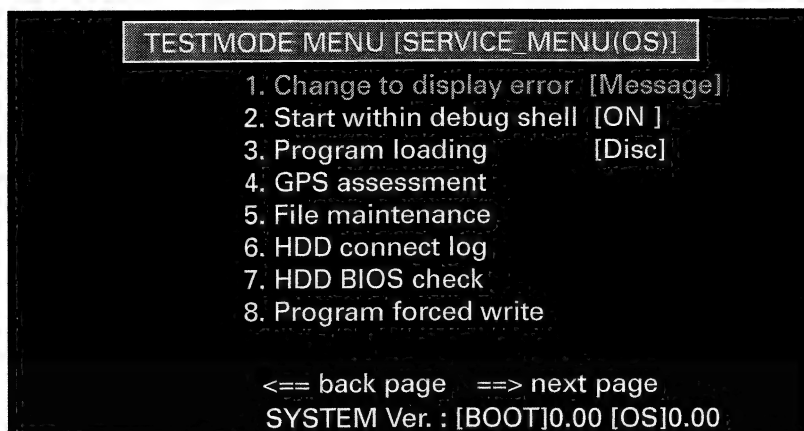 TESTMODE MENU [SERVICE_MENU(OS)]
1. Change to display error [Message]
2. Start within debug shell [ON ]
3. Program loading [Disc]
4. GPS assessment
5. File maintenance
6. HDD connect log
7. HDD BIOS check
8. Program forced write
<== back page ==> next page
SYSTEM Ver. : [BOOT]0.00 [OS]0.00